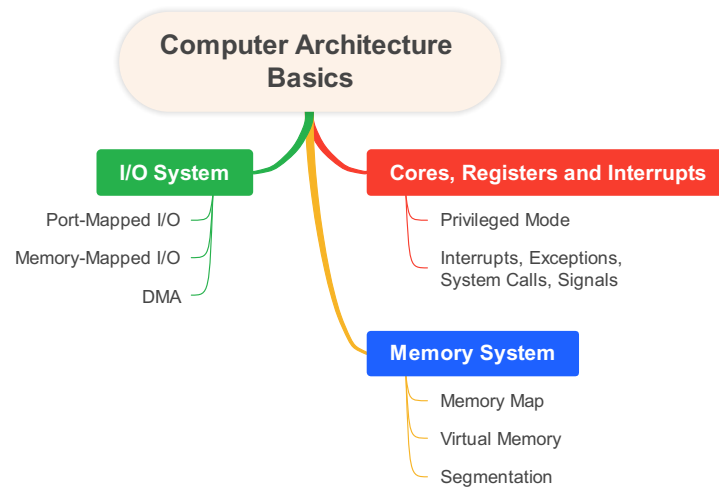 Computer Architecture
Basics
I/O System
Port-Mapped I/O
Memory-Mapped I/O
DMA
Cores, Registers and Interrupts
Privileged Mode
Interrupts, Exceptions,
System Calls, Signals
Memory System
Memory Map
Virtual Memory
Segmentation